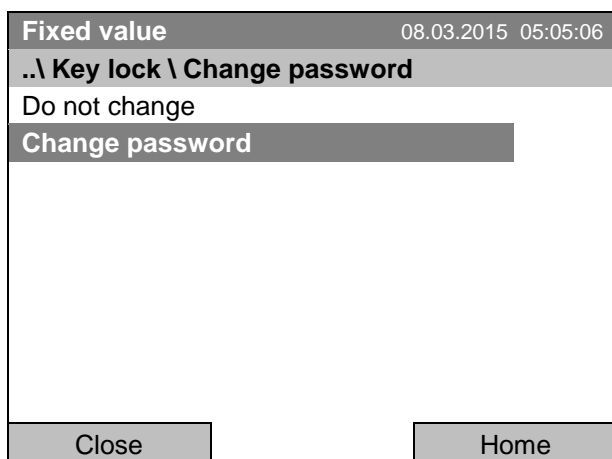 Fixed value 08.03.2015 05:05:06
..\ Key lock \ Change password
Do not change
Change password
Close Home